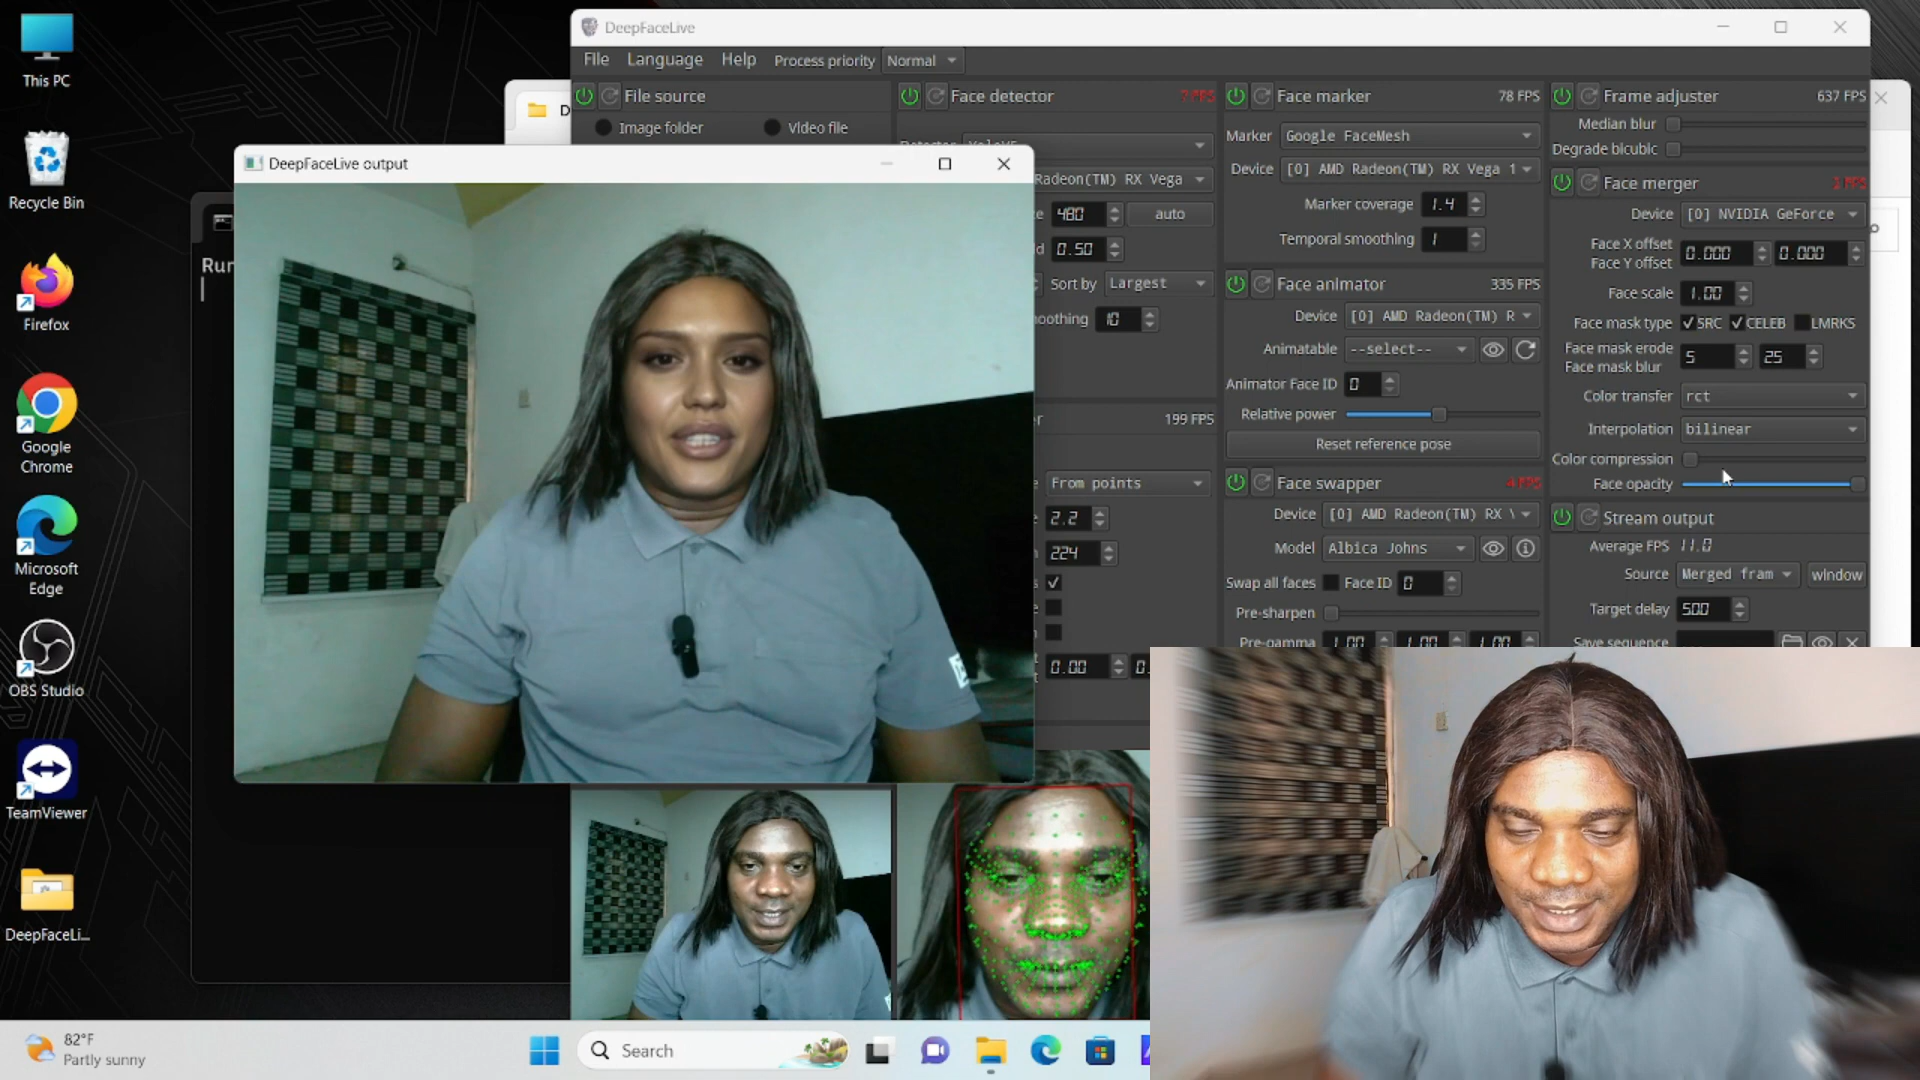 This PC
Recycle Bin
Firefox
Google
Chrome
Microsoft
Edge
OBS Studio
TeamViewer
DeepFaceLi...
Run
D
DeepFaceLive
File Language Help Process priority Normal
File source
Image folder
Video file
DeepFaceLive output
Face detector
Radeon(TM) RX Vega
480
auto
0.50
Sort by Largest
10
199 FPS
From points
2.2
224
0.00
Face marker 78 FPS
Marker Google FaceMesh
Device [0] AMD Radeon(TM) RX Vega 1
Marker coverage 1.4
Temporal smoothing 1
Face animator 335 FPS
Device [0] AMD Radeon(TM) R
Animatable --select--
Animator Face ID 0
Relative power
Reset reference pose
Face swapper 4 FPS
Device [0] AMD Radeon(TM) RX
Model Albica Johns
Swap all faces Face ID 0
Pre-sharpen
Pre-gamma 1.00 1.00 1.00
Frame adjuster 637 FPS
Median blur
Degrade bicubic
Face merger
Device [0] NVIDIA GeForce
Face X offset
Face Y offset
0.000 0.000
Face scale 1.00
Face mask type SRC CELEB LMRKS
Face mask erode
Face mask blur
5 25
Color transfer rct
Interpolation bilinear
Color compression
Face opacity
Stream output
Average FPS 11.0
Source Merged fram window
Target delay 500
Save sequence
82°F
Partly sunny
Search